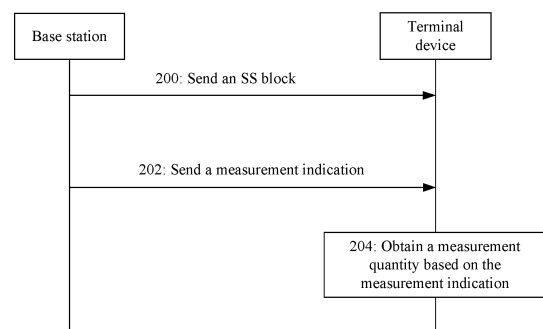 Base station
Terminal
device
200: Send an SS block
202: Send a measurement indication
204: Obtain a measurement
quantity based on the
measurement indication